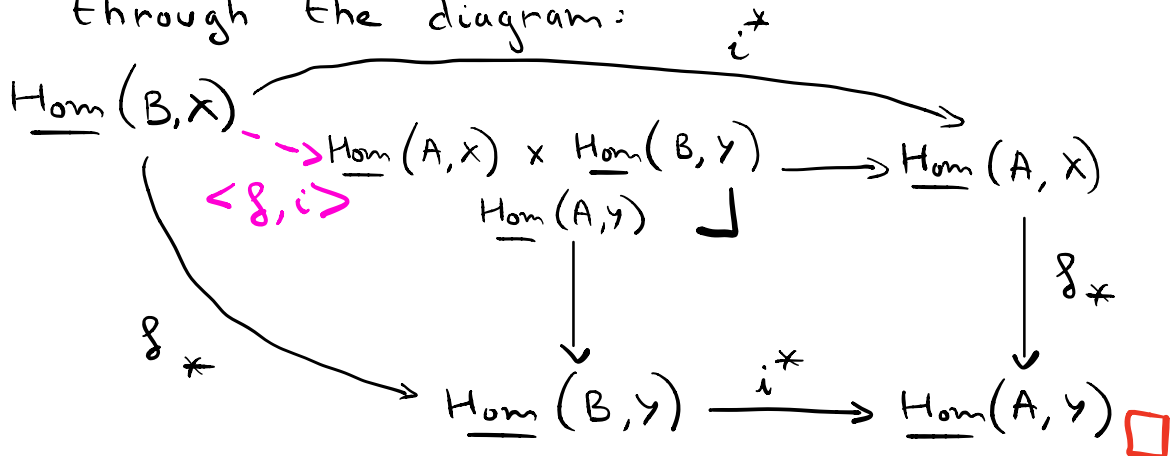 through the diagram:
i*
Hom(B,X)
Hom(A,X) x Hom(B,Y)
Hom(A,X)
<f,i>
Hom(A,Y)
f*
f*
i*
Hom(B,Y)
Hom(A,Y)